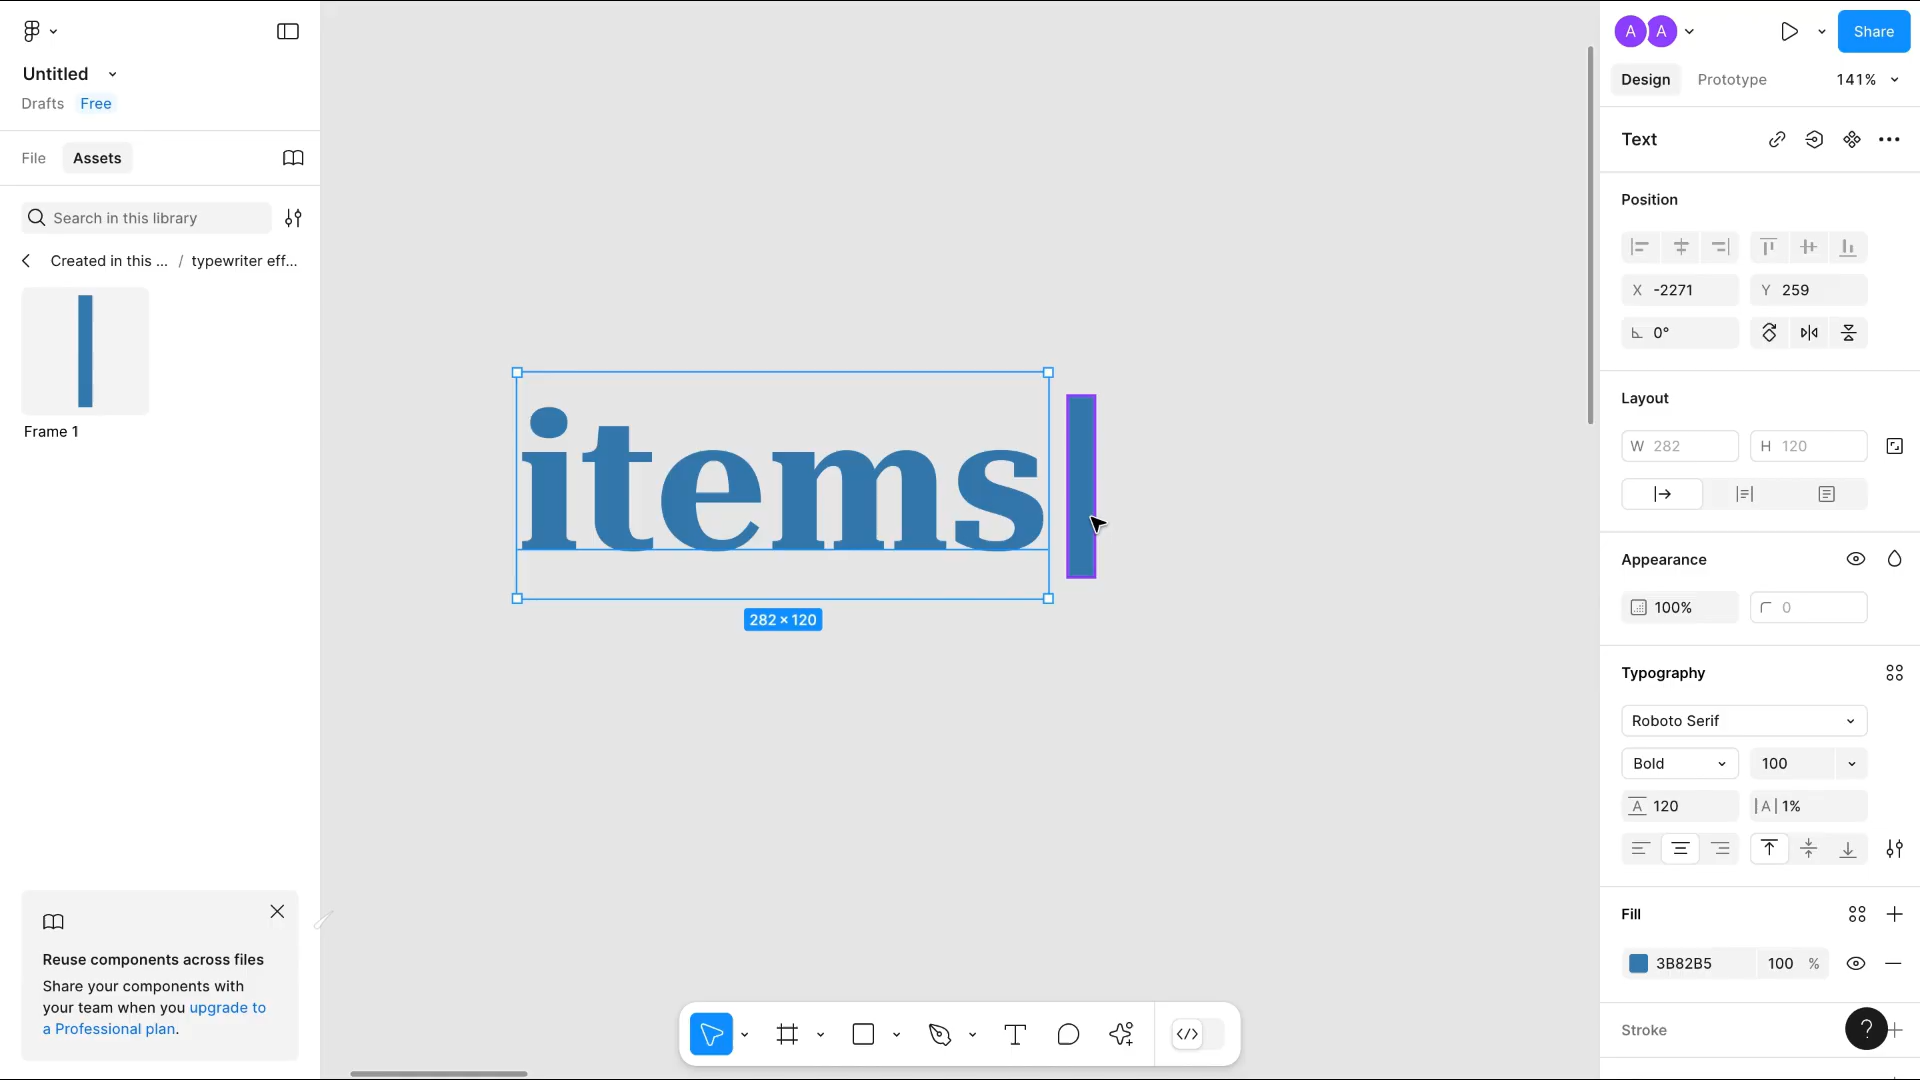 A A
Share
Untitled
Drafts Free
Design Prototype 141%
Text
File Assets
Position
Search in this library
Created in this ... / typewriter eff...
X -2271 Y 259
0°
Layout
Frame 1
W 282 H 120
items
282 × 120
Appearance
100% 0
Typography
Roboto Serif
Bold 100
A 120 |A| 1%
Fill
3B82B5 100 %
Reuse components across files
Share your components with
your team when you upgrade to
a Professional plan.
Stroke
?